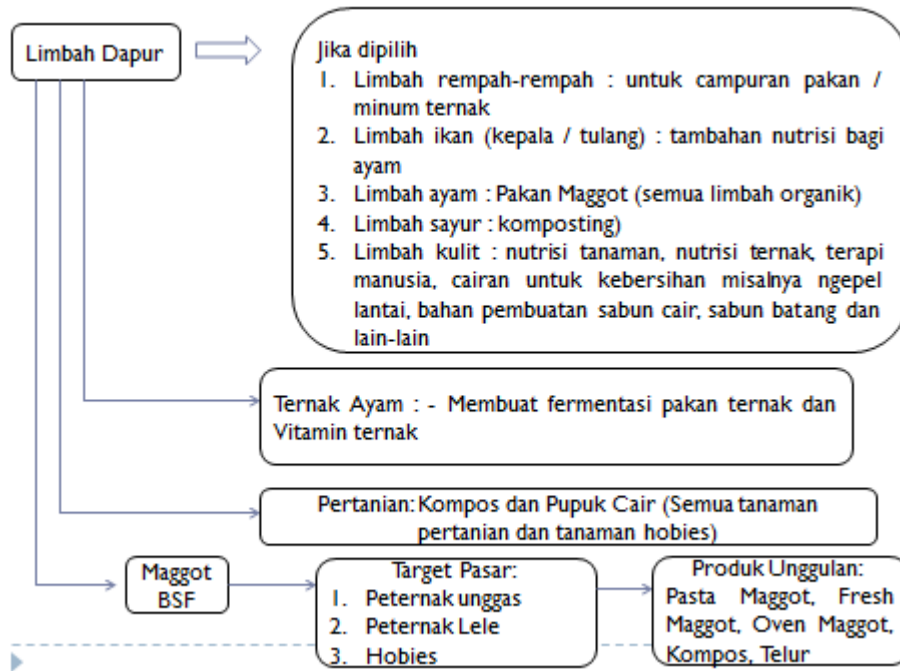 Limbah Dapur
Jika dipilih
1. Limbah rempah-rempah : untuk campuran pakan /
minum ternak
2. Limbah ikan (kepala / tulang) : tambahan nutrisi bagi
ayam
3. Limbah ayam : Pakan Maggot (semua limbah organik)
4. Limbah sayur : komposting)
5. Limbah kulit : nutrisi tanaman, nutrisi ternak, terapi
manusia, cairan untuk kebersihan misalnya ngepel
lantai, bahan pembuatan sabun cair, sabun batang dan
lain-lain
Ternak Ayam : - Membuat fermentasi pakan ternak dan
Vitamin ternak
Pertanian: Kompos dan Pupuk Cair (Semua tanaman
pertanian dan tanaman hobies)
Maggot
BSF
Target Pasar:
1. Peternak unggas
2. Peternak Lele
3. Hobies
Produk Unggulan:
Pasta Maggot, Fresh
Maggot, Oven Maggot,
Kompos, Telur